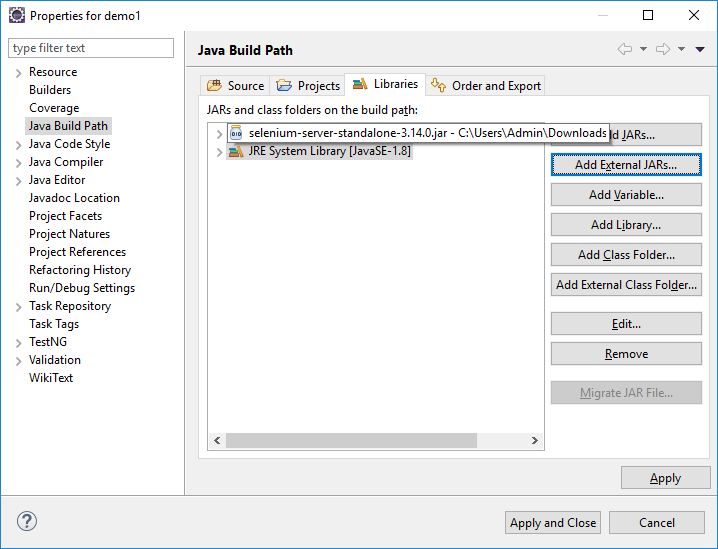 Properties for demo1
type filter text
Resource
Builders
Coverage
Java Build Path
Java Code Style
Java Compiler
Java Editor
Javadoc Location
Project Facets
Project Natures
Project References
Refactoring History
Run/Debug Settings
Task Repository
Task Tags
TestNG
Validation
WikiText
Java Build Path
Source Projects Libraries Order and Export
JARs and class folders on the build path:
selenium-server-standalone-3.14.0.jar - C:\Users\Admin\Downloads
JRE System Library [JavaSE-1.8]
JARs...
Add External JARs...
Add Variable...
Add Library...
Add Class Folder...
Add External Class Folder...
Edit...
Remove
Migrate JAR File...
Apply
?
Apply and Close
Cancel